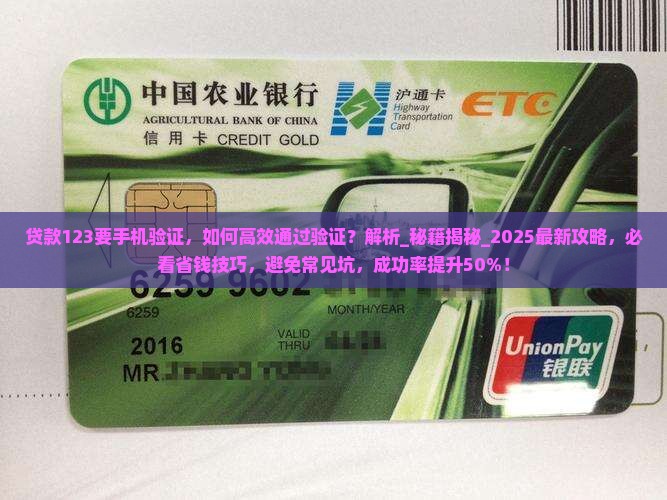 中国农业银行
AGRICULTURAL BANK OF CHINA
信用卡 CREDIT GOLD
沪通卡
Highway
Transportation
Card
ETC
贷款123要手机验证，如何高效通过验证？解析_秘籍揭秘_2025最新攻略，必
看省钱技巧，避免常见坑，成功率提升50%！
6259
MONTH/YEAR
VALID
THRU
2016
MR.
UnionPay
银联